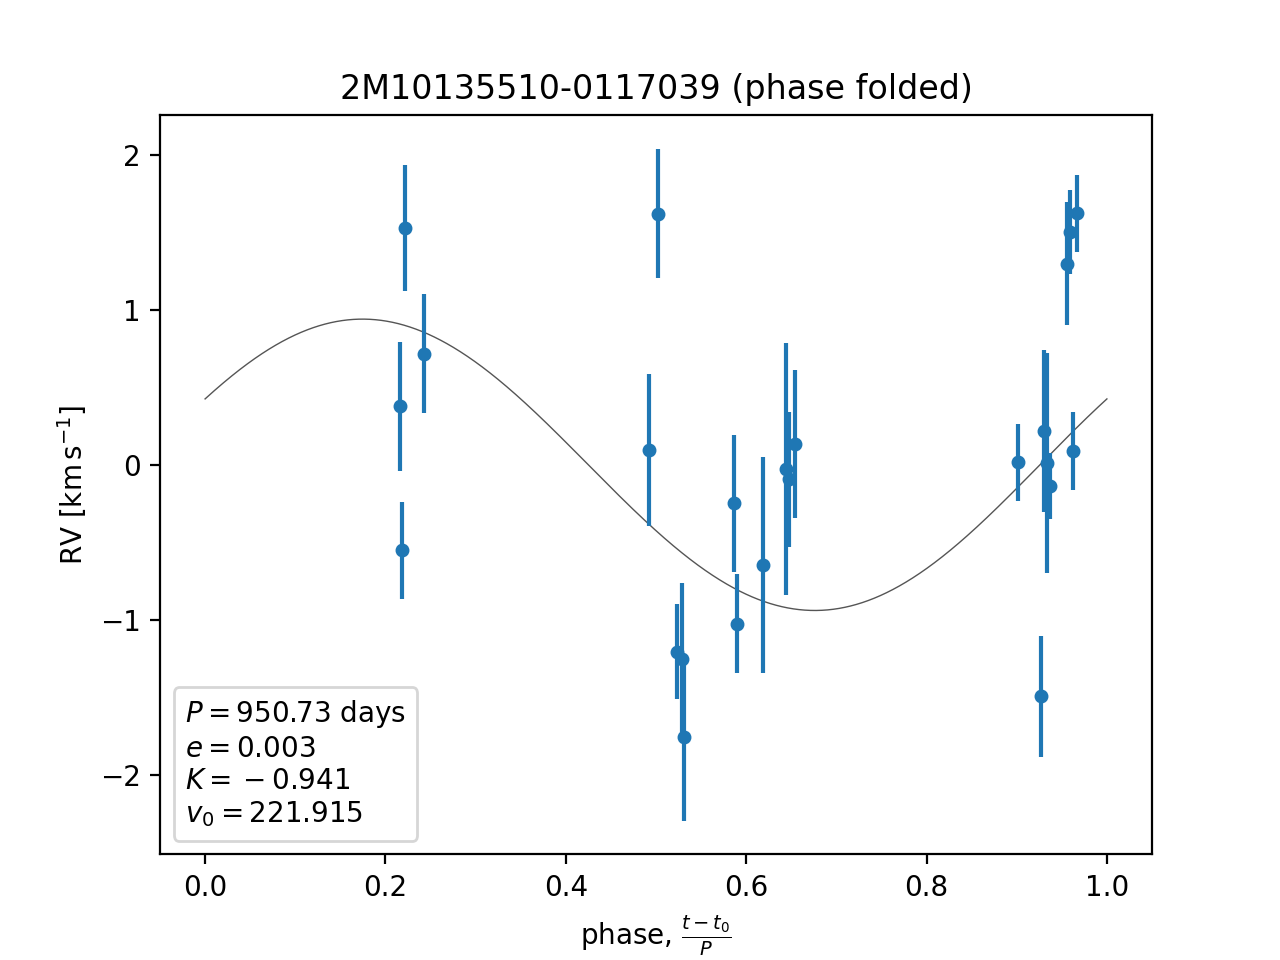 2M10135510-0117039 (phase folded)
RV [km s⁻¹]
2
1
0
−1
−2
P = 950.73 days
e = 0.003
K = −0.941
v₀ = 221.915
0.0 0.2 0.4 0.6 0.8 1.0
phase, (t − t₀)/P